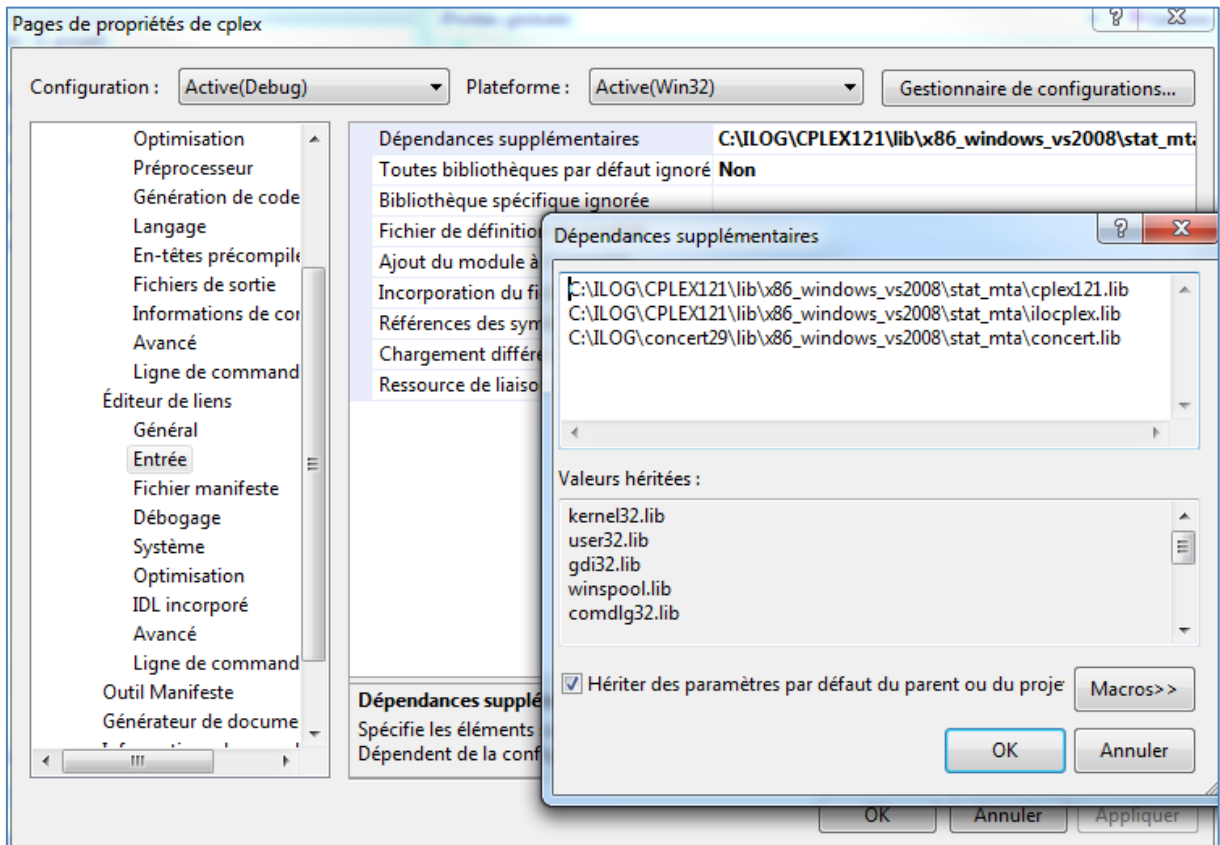 Pages de propriétés de cplex
Configuration : Active(Debug) Plateforme : Active(Win32) Gestionnaire de configurations...
Optimisation
Préprocesseur
Génération de code
Langage
En-têtes précompile
Fichiers de sortie
Informations de cor
Avancé
Ligne de command
Éditeur de liens
Général
Entrée
Fichier manifeste
Débogage
Système
Optimisation
IDL incorporé
Avancé
Ligne de command
Outil Manifeste
Générateur de docume
Dépendances supplémentaires C:\ILOG\CPLEX121\lib\x86_windows_vs2008\stat_mta
Toutes bibliothèques par défaut ignoré Non
Bibliothèque spécifique ignorée
Fichier de définition
Ajout du module à
Incorporation du fi
Références des sym
Chargement différé
Ressource de liaiso
Dépendances supplé
Spécifie les éléments
Dépendent de la conf
Dépendances supplémentaires
C:\ILOG\CPLEX121\lib\x86_windows_vs2008\stat_mta\cplex121.lib
C:\ILOG\CPLEX121\lib\x86_windows_vs2008\stat_mta\ilocplex.lib
C:\ILOG\concert29\lib\x86_windows_vs2008\stat_mta\concert.lib
Valeurs héritées :
kernel32.lib
user32.lib
gdi32.lib
winspool.lib
comdlg32.lib
Hériter des paramètres par défaut du parent ou du proje Macros>>
OK Annuler
OK Annuler Appliquer